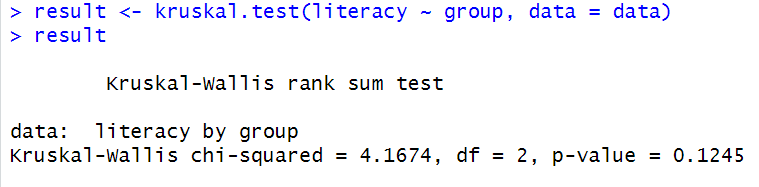 > result <- kruskal.test(literacy ~ group, data = data)
> result
Kruskal-Wallis rank sum test
data:  literacy by group
Kruskal-Wallis chi-squared = 4.1674, df = 2, p-value = 0.1245